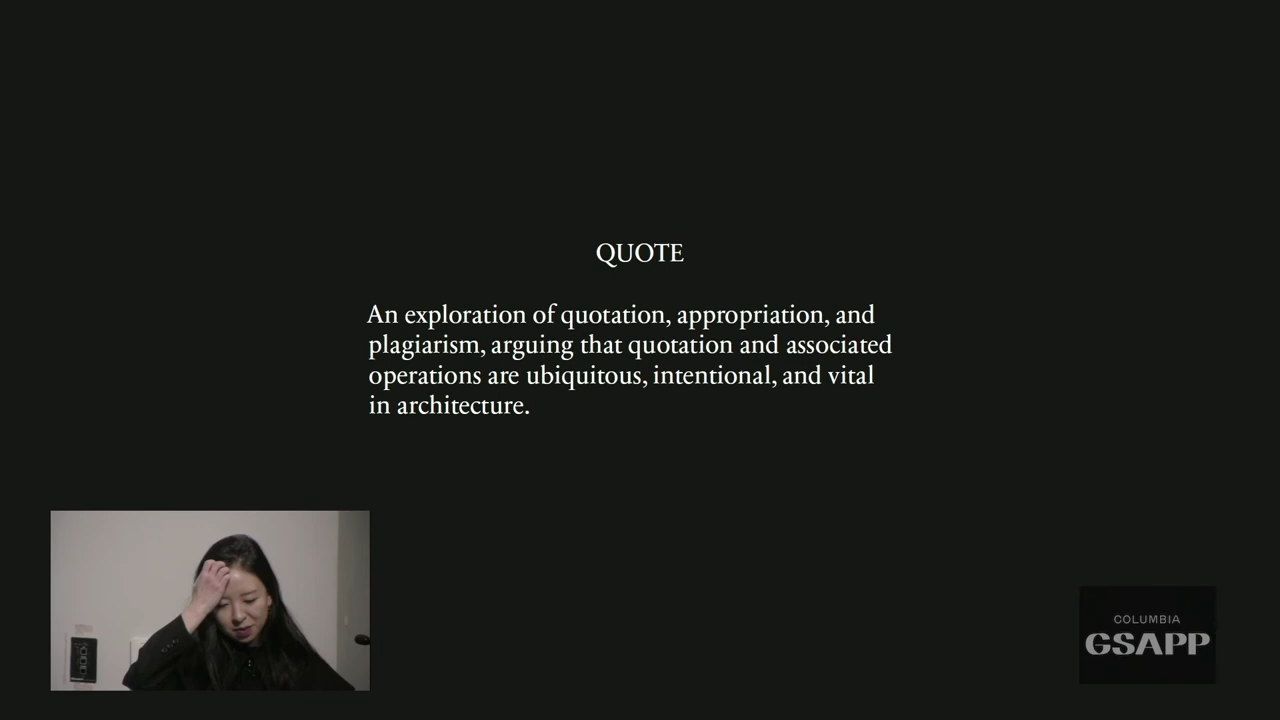 QUOTE
An exploration of quotation, appropriation, and
plagiarism, arguing that quotation and associated
operations are ubiquitous, intentional, and vital
in architecture.
COLUMBIA
GSAPP